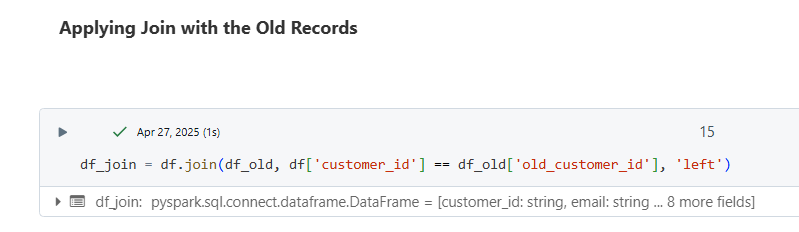 Applying Join with the Old Records
Apr 27, 2025 (1s)
15
df_join = df.join(df_old, df['customer_id'] == df_old['old_customer_id'], 'left')
df_join: pyspark.sql.connect.dataframe.DataFrame = [customer_id: string, email: string ... 8 more fields]